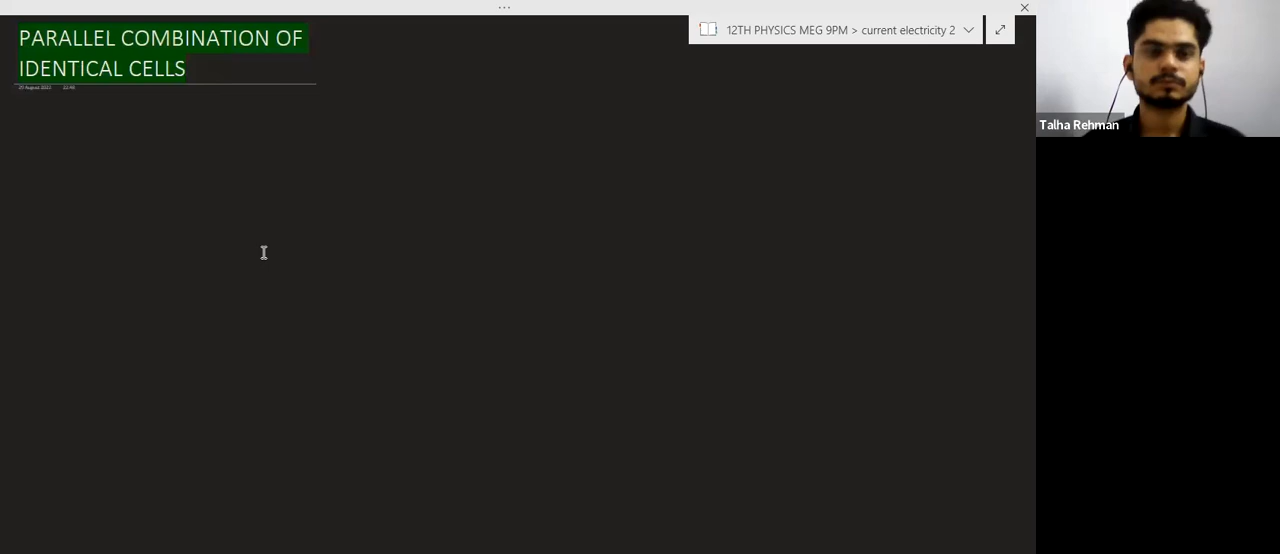 PARALLEL COMBINATION OF
IDENTICAL CELLS
12TH PHYSICS MEG 9PM > current electricity 2
Talha Rehman